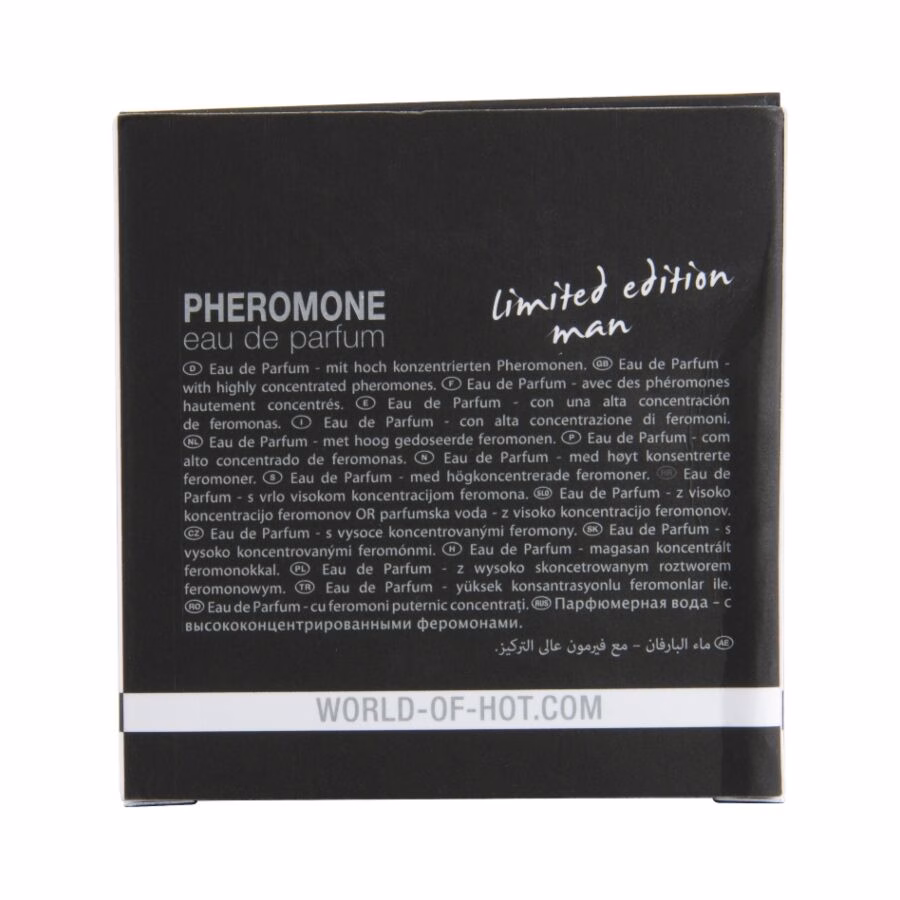 PHEROMONE
eau de parfum
limited edition
man
D Eau de Parfum - mit hoch konzentrierten Pheromonen. GB Eau de Parfum -
with highly concentrated pheromones. F Eau de Parfum - avec des phéromones
hautement concentrés. E Eau de Parfum - con una alta concentración
de feromonas. I Eau de Parfum - con alta concentrazione di feromoni.
NL Eau de Parfum - met hoog gedoseerde feromonen. P Eau de Parfum - com
alto concentrado de feromonas. N Eau de Parfum - med høyt konsentrerte
feromoner. S Eau de Parfum - med högkoncentrerade feromoner. HR Eau de
Parfum - s vrlo visokom koncentracijom feromona. SLO Eau de Parfum - z visoko
koncentracijo feromonov OR parfumska voda - z visoko koncentracijo feromonov.
CZ Eau de Parfum - s vysoce koncentrovanými feromony. SK Eau de Parfum - s
vysoko koncentrovanými feromónmi. H Eau de Parfum - magasan koncentrált
feromonokkal. PL Eau de Parfum - z wysoko skoncetrowanym roztworem
feromonowym. TR Eau de Parfum - yüksek konsantrasyonlu feromonlar ile.
RO Eau de Parfum - cu feromoni puternic concentrați. RUS Парфюмерная вода - с
высококонцентрированными феромонами.
AE ماء البارفان - مع فيرمون عالى التركيز.
WORLD-OF-HOT.COM